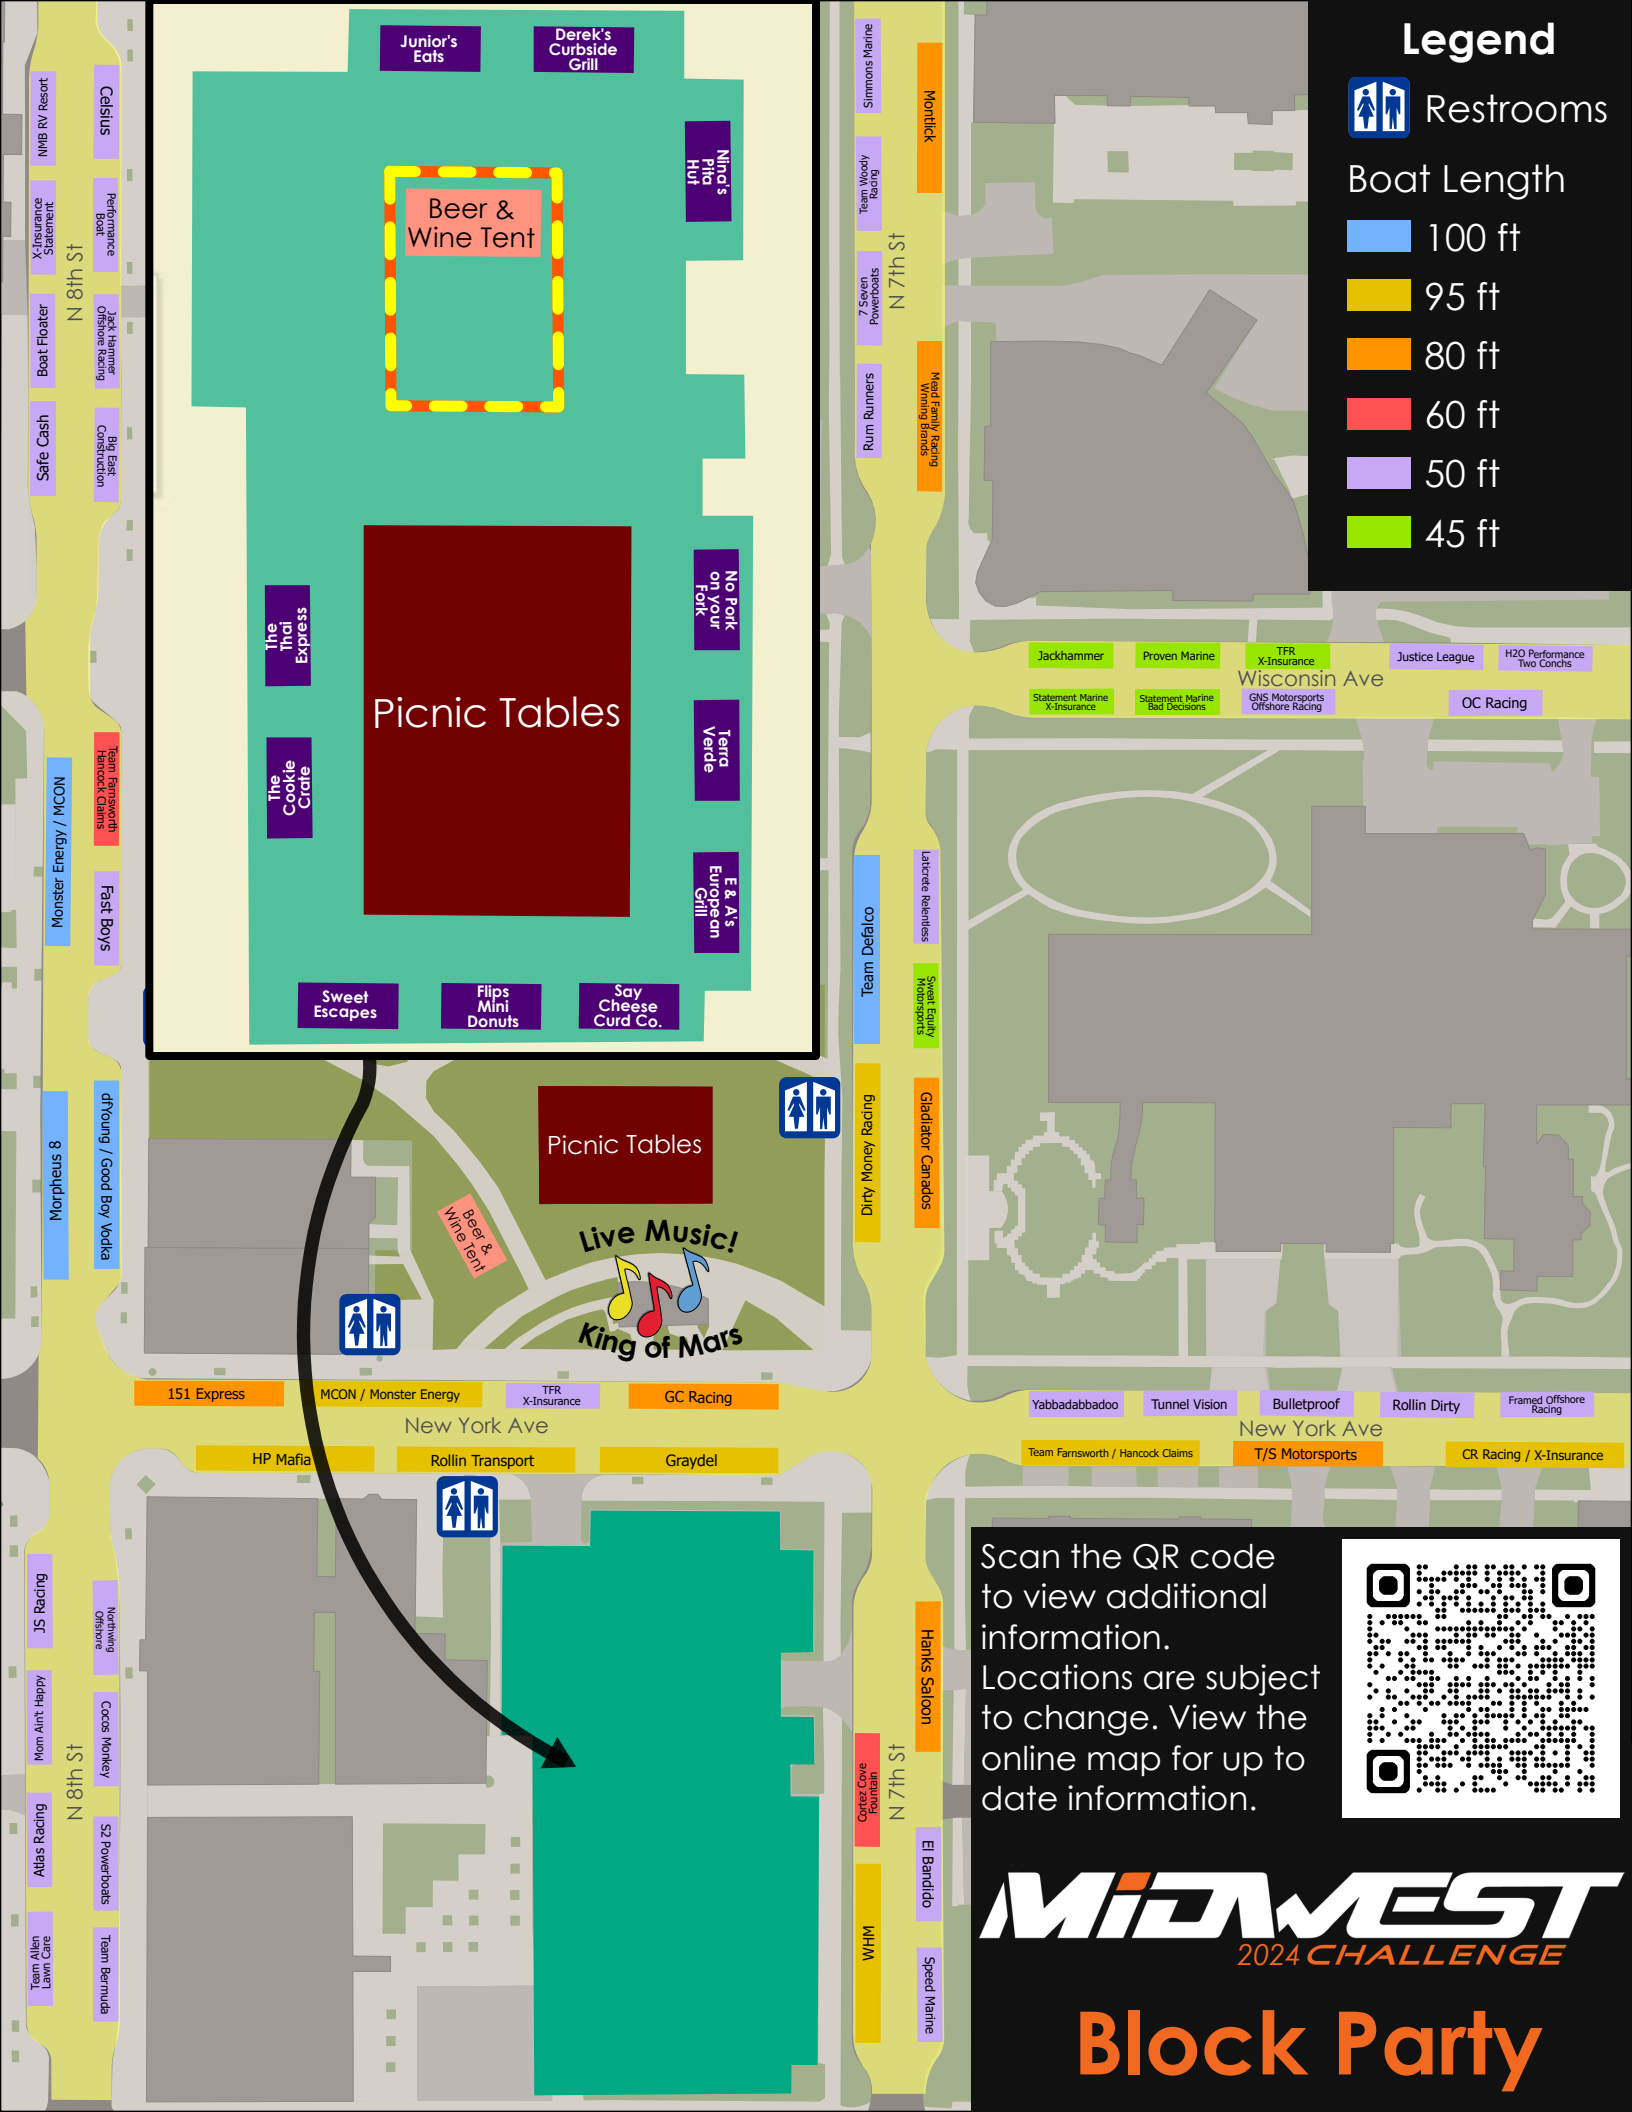 Legend
Restrooms
Boat Length
100 ft
95 ft
80 ft
60 ft
50 ft
45 ft
NMB RV Resort
X-Insurance
Statement
Boat Floater
Safe Cash
N 8th St
Celsius
Performance
Boat
Jack Hammer
Offshore Racing
Big East
Construction
Junior's
Eats
Derek's
Curbside
Grill
Nina's
Pita
Hut
Beer &
Wine Tent
No Pork
on your
Fork
The
Thai
Express
Picnic Tables
Terra
Verde
The
Cookie
Crate
E & A's
European
Grill
Sweet
Escapes
Flips
Mini
Donuts
Say
Cheese
Curd Co.
Simmons Marine
Team Woody
Racing
7 Seven
Powerboats
Rum Runners
N 7th St
Montlick
Mead Family Racing
Wnning Brands
Jackhammer
Proven Marine
TFR
X-Insurance
Justice League
H2O Performance
Two Conchs
Wisconsin Ave
Statement Marine
X-Insurance
Statement Marine
Bad Decisions
GNS Motorsports
Offshore Racing
OC Racing
Monster Energy / MCON
Team Farnsworth
Hancock Claims
Fast Boys
Morpheus 8
dfYoung / Good Boy Vodka
Team Defalco
Laticrete Relentless
Sweat Equity
Motorsports
Dirty Money Racing
Gladiator Canados
Picnic Tables
Beer &
Wine Tent
Live Music!
King of Mars
151 Express
MCON / Monster Energy
TFR
X-Insurance
GC Racing
New York Ave
HP Mafia
Rollin Transport
Graydel
Yabbadabbadoo
Tunnel Vision
Bulletproof
Rollin Dirty
Framed Offshore
Racing
New York Ave
Team Farnsworth / Hancock Claims
T/S Motorsports
CR Racing / X-Insurance
JS Racing
Mom Ain't Happy
Atlas Racing
Team Allen
Lawn Care
N 8th St
Northwing
Offshore
Cocos Monkey
S2 Powerboats
Team Bermuda
Cortez Cove
Fountain
WHM
N 7th St
Hanks Saloon
El Bandido
Speed Marine
Scan the QR code
to view additional
information.
Locations are subject
to change. View the
online map for up to
date information.
MiDWEST
2024 CHALLENGE
Block Party